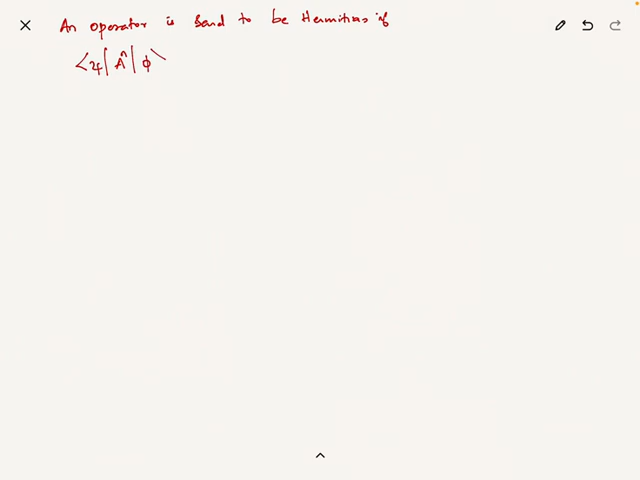 An operator is said to be Hermitian if
<ψ| Â |ϕ